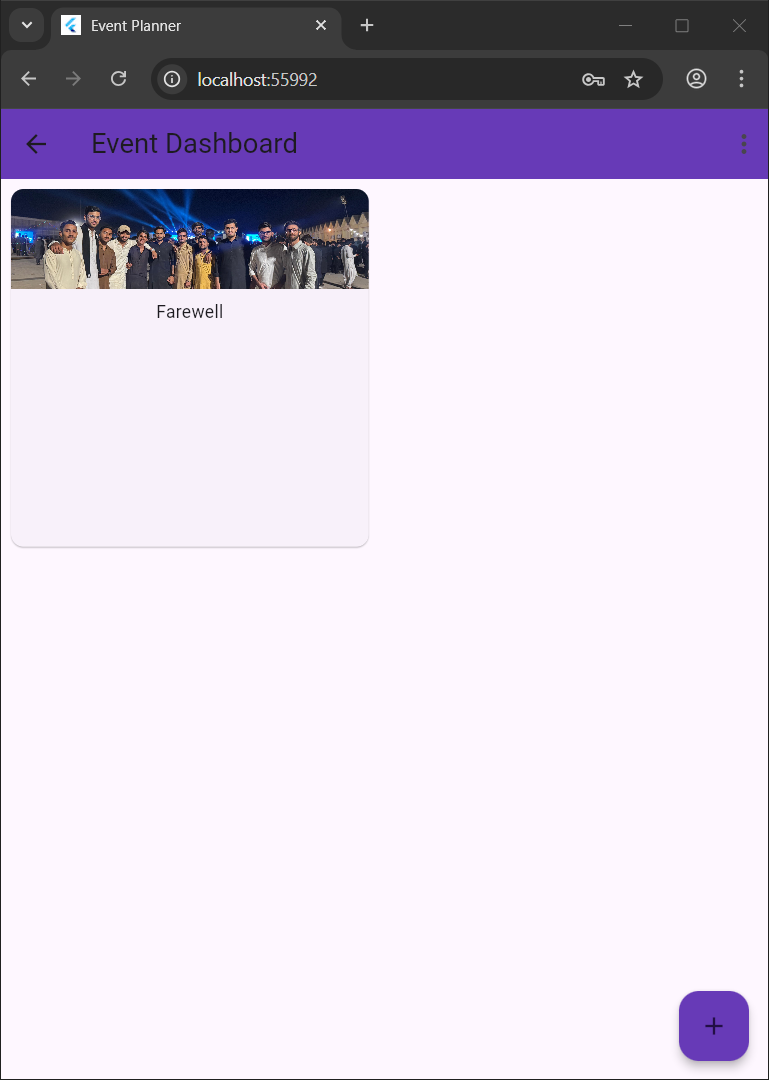 Event Planner
localhost:55992
Event Dashboard
Farewell